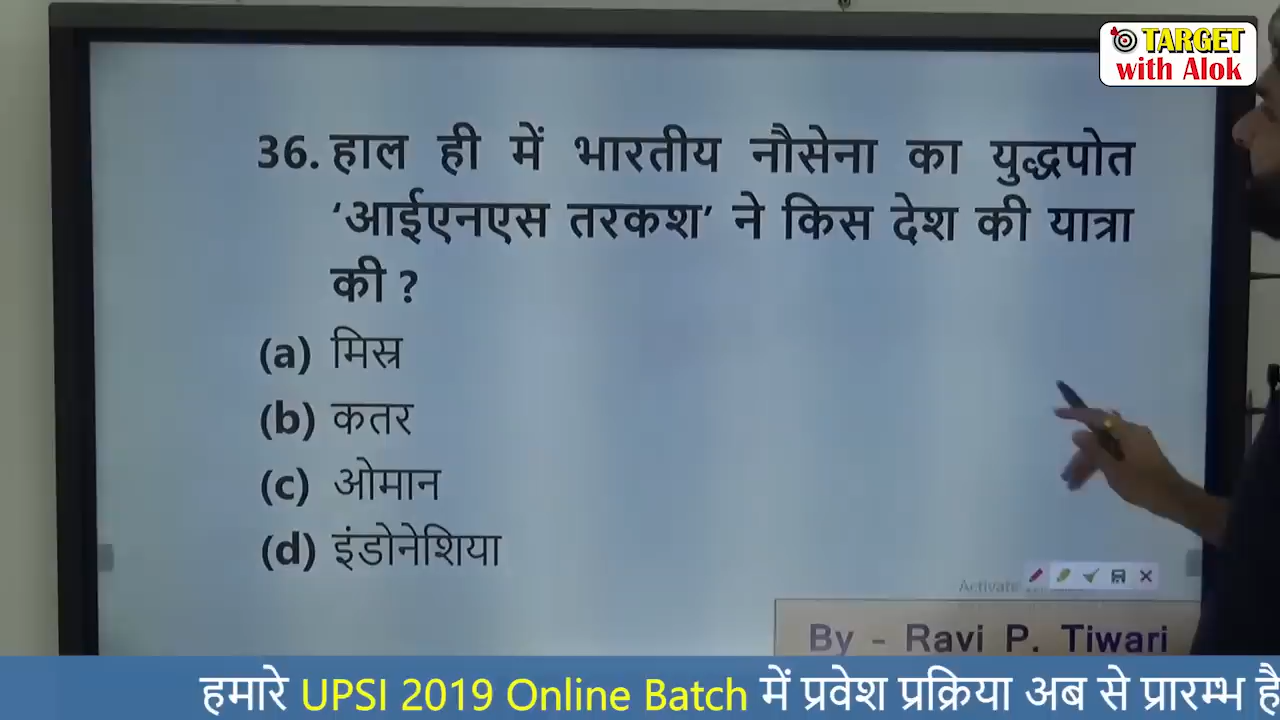 TARGET
with Alok
36. हाल ही में भारतीय नौसेना का युद्धपोत
‘आईएनएस तरकश’ ने किस देश की यात्रा
की ?
(a) मिस्र
(b) कतर
(c) ओमान
(d) इंडोनेशिया
Activate
By - Ravi P. Tiwari
हमारे UPSI 2019 Online Batch में प्रवेश प्रक्रिया अब से प्रारम्भ है